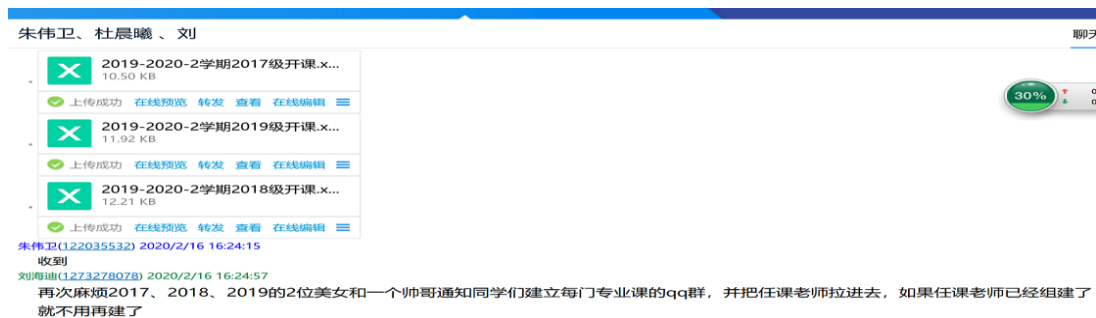 朱伟卫、杜晨曦 、刘
聊天
2019-2020-2学期2017级开课.x...
10.50 KB
上传成功 在线预览 转发 查看 在线编辑
30%
2019-2020-2学期2019级开课.x...
11.92 KB
上传成功 在线预览 转发 查看 在线编辑
2019-2020-2学期2018级开课.x...
12.21 KB
上传成功 在线预览 转发 查看 在线编辑
朱伟卫(122035532) 2020/2/16 16:24:15
收到
刘海迪(1273278078) 2020/2/16 16:24:57
再次麻烦2017、2018、2019的2位美女和一个帅哥通知同学们建立每门专业课的qq群，并把任课老师拉进去，如果任课老师已经组建了
就不用再建了